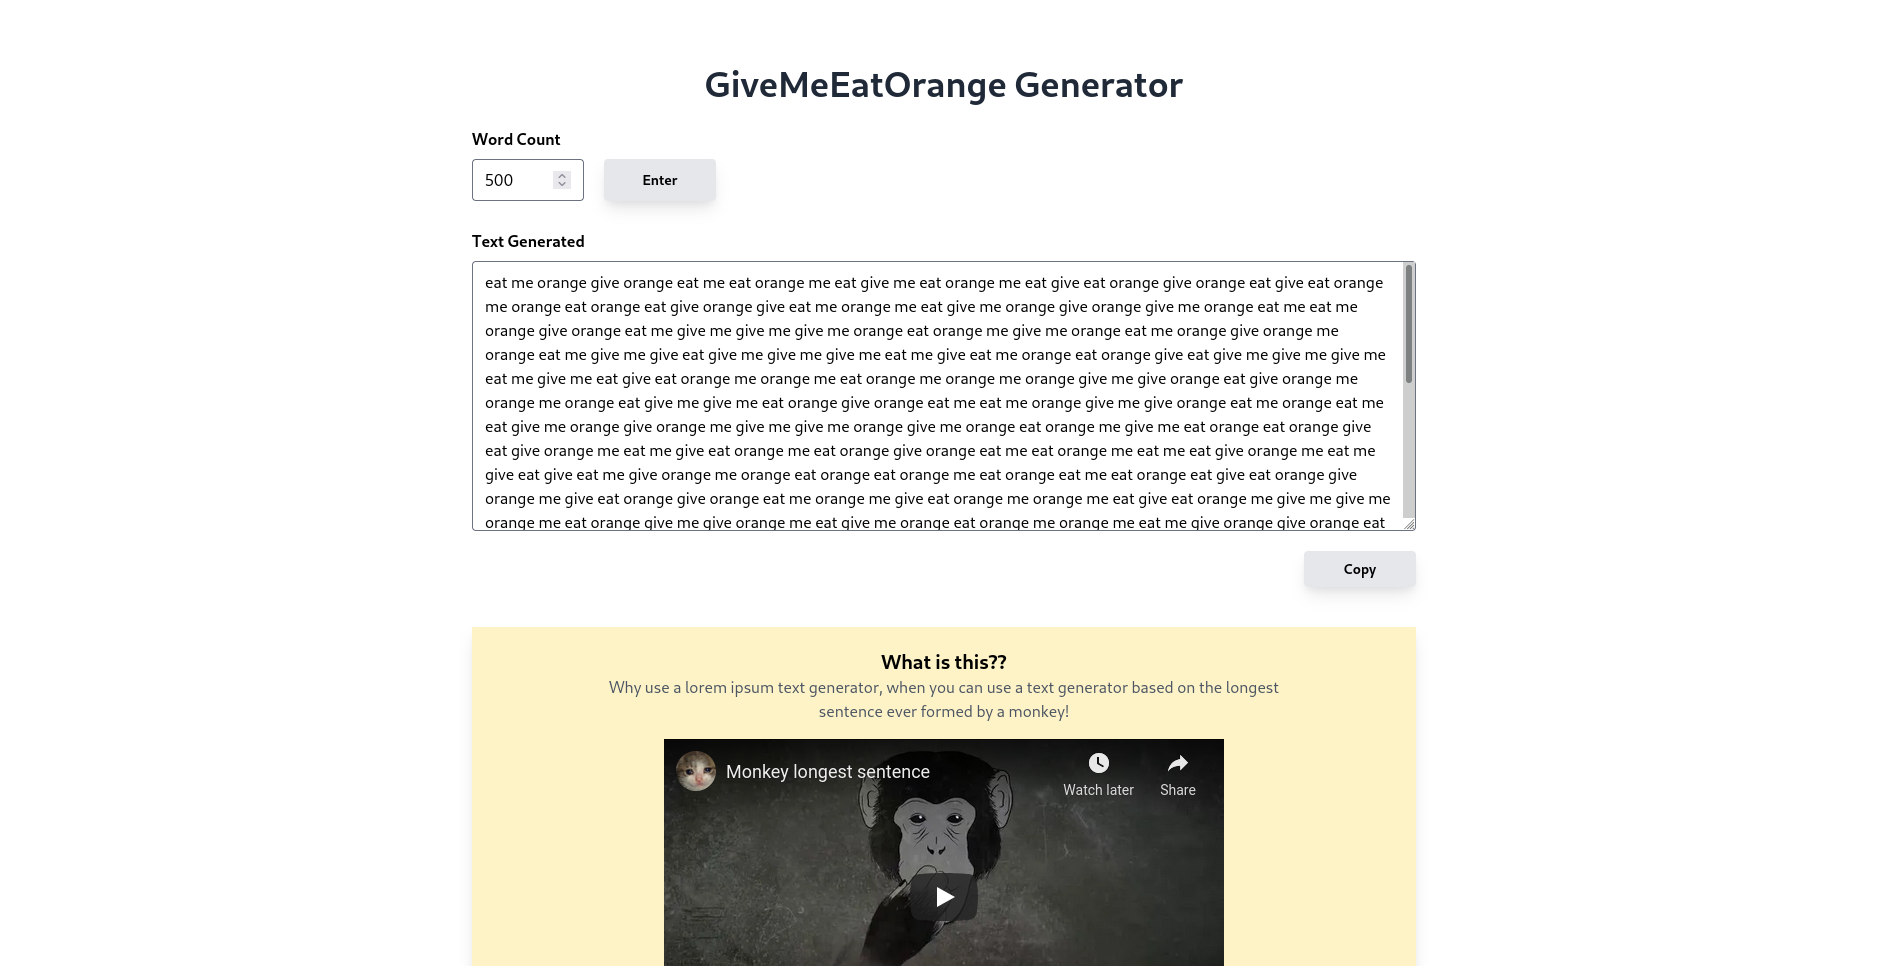 GiveMeEatOrange Generator
Word Count
500
Enter
Text Generated
eat me orange give orange eat me eat orange me eat give me eat orange me eat give eat orange give orange eat give eat orange
me orange eat orange eat give orange give eat me orange me eat give me orange give orange give me orange eat me eat me
orange give orange eat me give me give me give me orange eat orange me give me orange eat me orange give orange me
orange eat me give me give eat give me give me give me eat me give eat me orange eat orange give eat give me give me give me
eat me give me eat give eat orange me orange me eat orange me orange me orange give me give orange eat give orange me
orange me orange eat give me give me eat orange give orange eat me eat me orange give me give orange eat me orange eat me
eat give me orange give orange me give me give me orange give me orange eat orange me give me eat orange eat orange give
eat give orange me eat me give eat orange me eat orange give orange eat me eat orange me eat me eat give orange me eat me
give eat give eat me give orange me orange eat orange eat orange me eat orange eat me eat orange eat give eat orange give
orange me give eat orange give orange eat me orange me give eat orange me orange me eat give eat orange me give me give me
orange me eat orange give me give orange me eat give me orange eat orange me orange me eat me give orange give orange eat
Copy
What is this??
Why use a lorem ipsum text generator, when you can use a text generator based on the longest
sentence ever formed by a monkey!
Monkey longest sentence
Watch later
Share